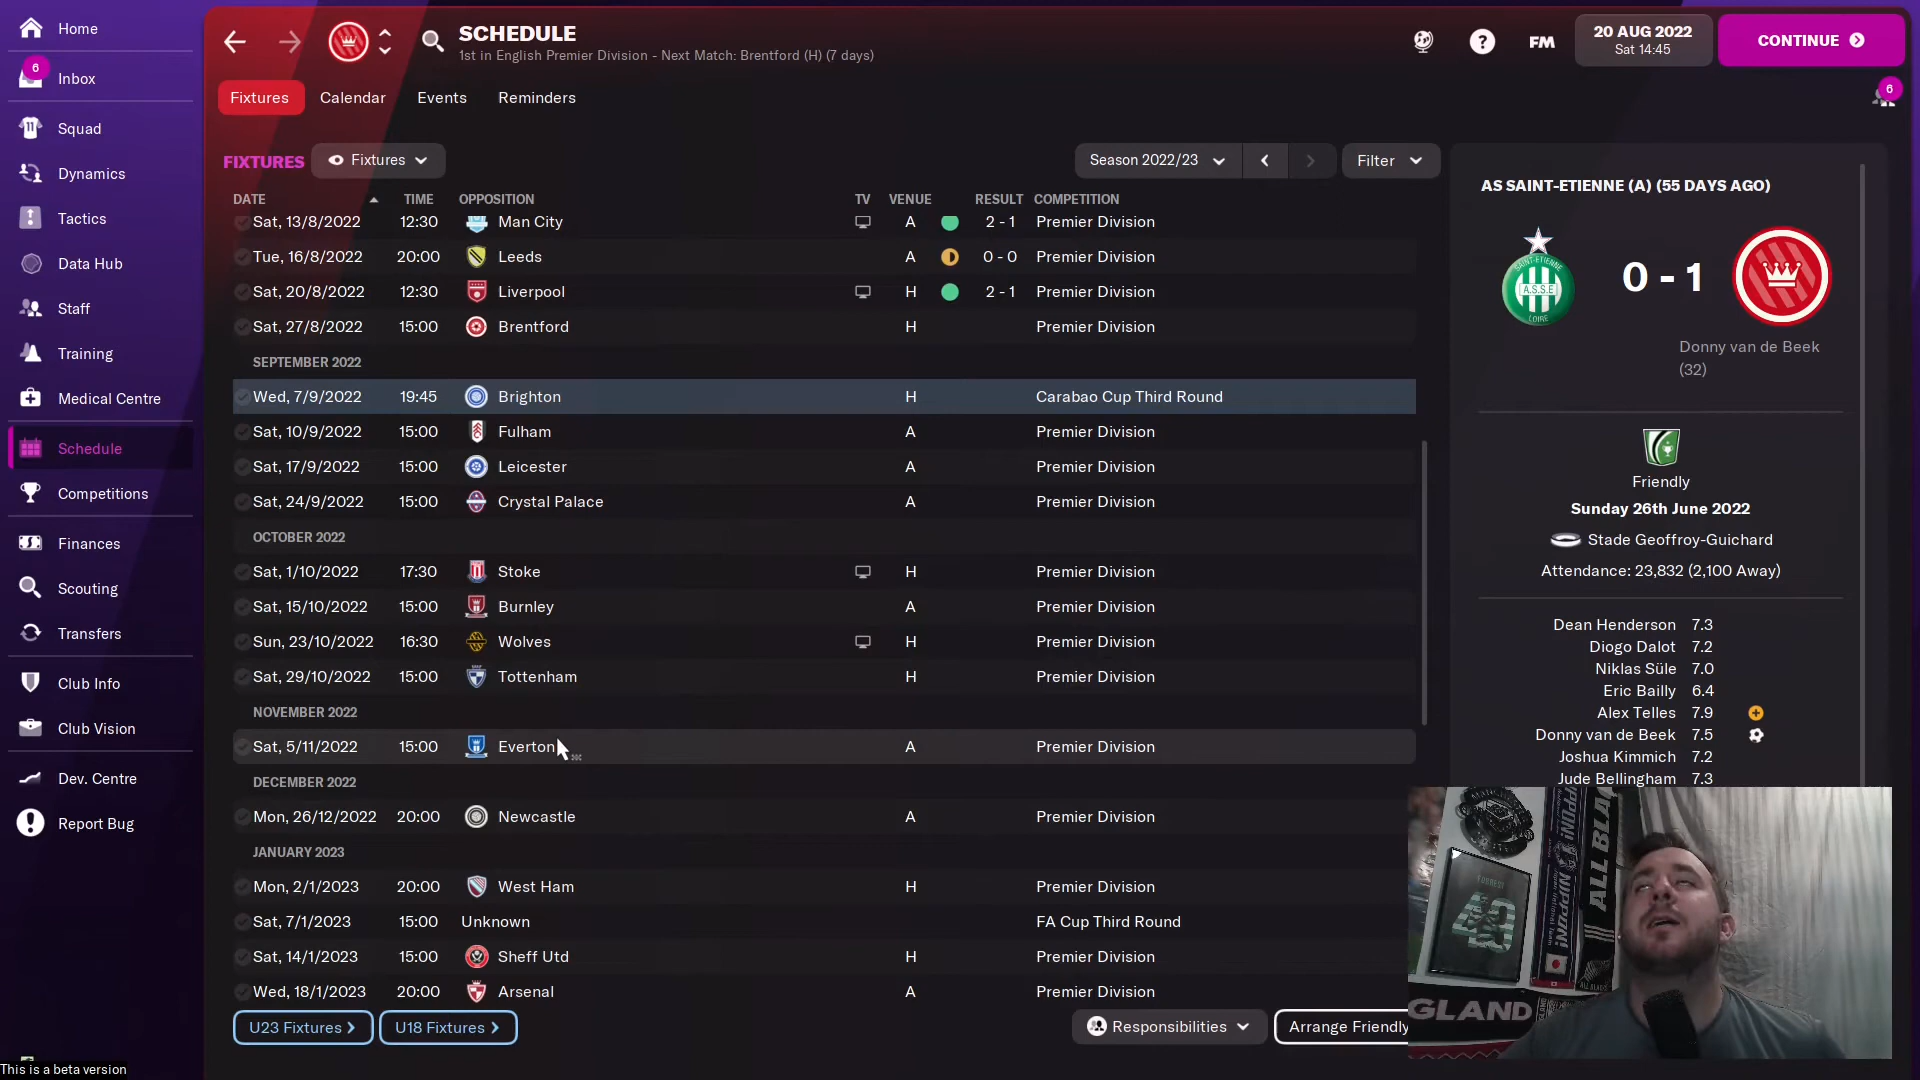 Home
6
Inbox
Squad
Dynamics
Tactics
Data Hub
Staff
Training
Medical Centre
Schedule
Competitions
Finances
Scouting
Transfers
Club Info
Club Vision
Dev. Centre
Report Bug
This is a beta version
SCHEDULE
1st in English Premier Division - Next Match: Brentford (H) (7 days)
?
FM
20 AUG 2022
Sat 14:45
CONTINUE
Fixtures Calendar Events Reminders
6
FIXTURES Fixtures Season 2022/23 Filter
DATE TIME OPPOSITION TV VENUE RESULT COMPETITION
Sat, 13/8/2022 12:30 Man City A 2 - 1 Premier Division
Tue, 16/8/2022 20:00 Leeds A 0 - 0 Premier Division
Sat, 20/8/2022 12:30 Liverpool H 2 - 1 Premier Division
Sat, 27/8/2022 15:00 Brentford H Premier Division
SEPTEMBER 2022
Wed, 7/9/2022 19:45 Brighton H Carabao Cup Third Round
Sat, 10/9/2022 15:00 Fulham A Premier Division
Sat, 17/9/2022 15:00 Leicester A Premier Division
Sat, 24/9/2022 15:00 Crystal Palace A Premier Division
OCTOBER 2022
Sat, 1/10/2022 17:30 Stoke H Premier Division
Sat, 15/10/2022 15:00 Burnley A Premier Division
Sun, 23/10/2022 16:30 Wolves H Premier Division
Sat, 29/10/2022 15:00 Tottenham H Premier Division
NOVEMBER 2022
Sat, 5/11/2022 15:00 Everton A Premier Division
DECEMBER 2022
Mon, 26/12/2022 20:00 Newcastle A Premier Division
JANUARY 2023
Mon, 2/1/2023 20:00 West Ham H Premier Division
Sat, 7/1/2023 15:00 Unknown FA Cup Third Round
Sat, 14/1/2023 15:00 Sheff Utd H Premier Division
Wed, 18/1/2023 20:00 Arsenal A Premier Division
U23 Fixtures U18 Fixtures Responsibilities Arrange Friendly
AS SAINT-ETIENNE (A) (55 DAYS AGO)
SAINT-ETIENNE
A.S.S.E
LOIRE
0 - 1
Donny van de Beek
(32)
Friendly
Sunday 26th June 2022
Stade Geoffroy-Guichard
Attendance: 23,832 (2,100 Away)
Dean Henderson 7.3
Diogo Dalot 7.2
Niklas Süle 7.0
Eric Bailly 6.4
Alex Telles 7.9
Donny van de Beek 7.5
Joshua Kimmich 7.2
Jude Bellingham 7.3
NIPPON!
ALL BLA
49
GLAND